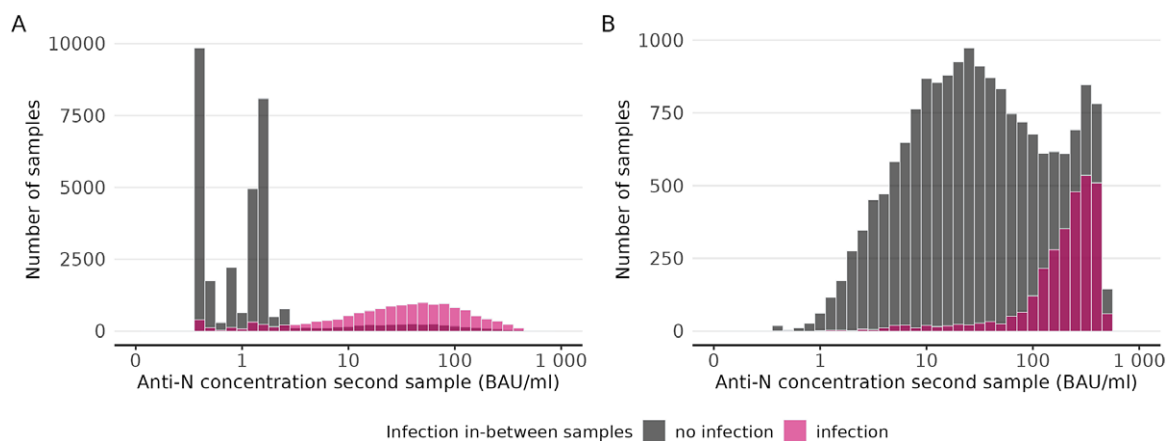 A
Number of samples
10000
7500
5000
2500
0
0 1 10 100 1 000
Anti-N concentration second sample (BAU/ml)
B
Number of samples
1000
750
500
250
0
0 1 10 100 1 000
Anti-N concentration second sample (BAU/ml)
Infection in-between samples no infection infection